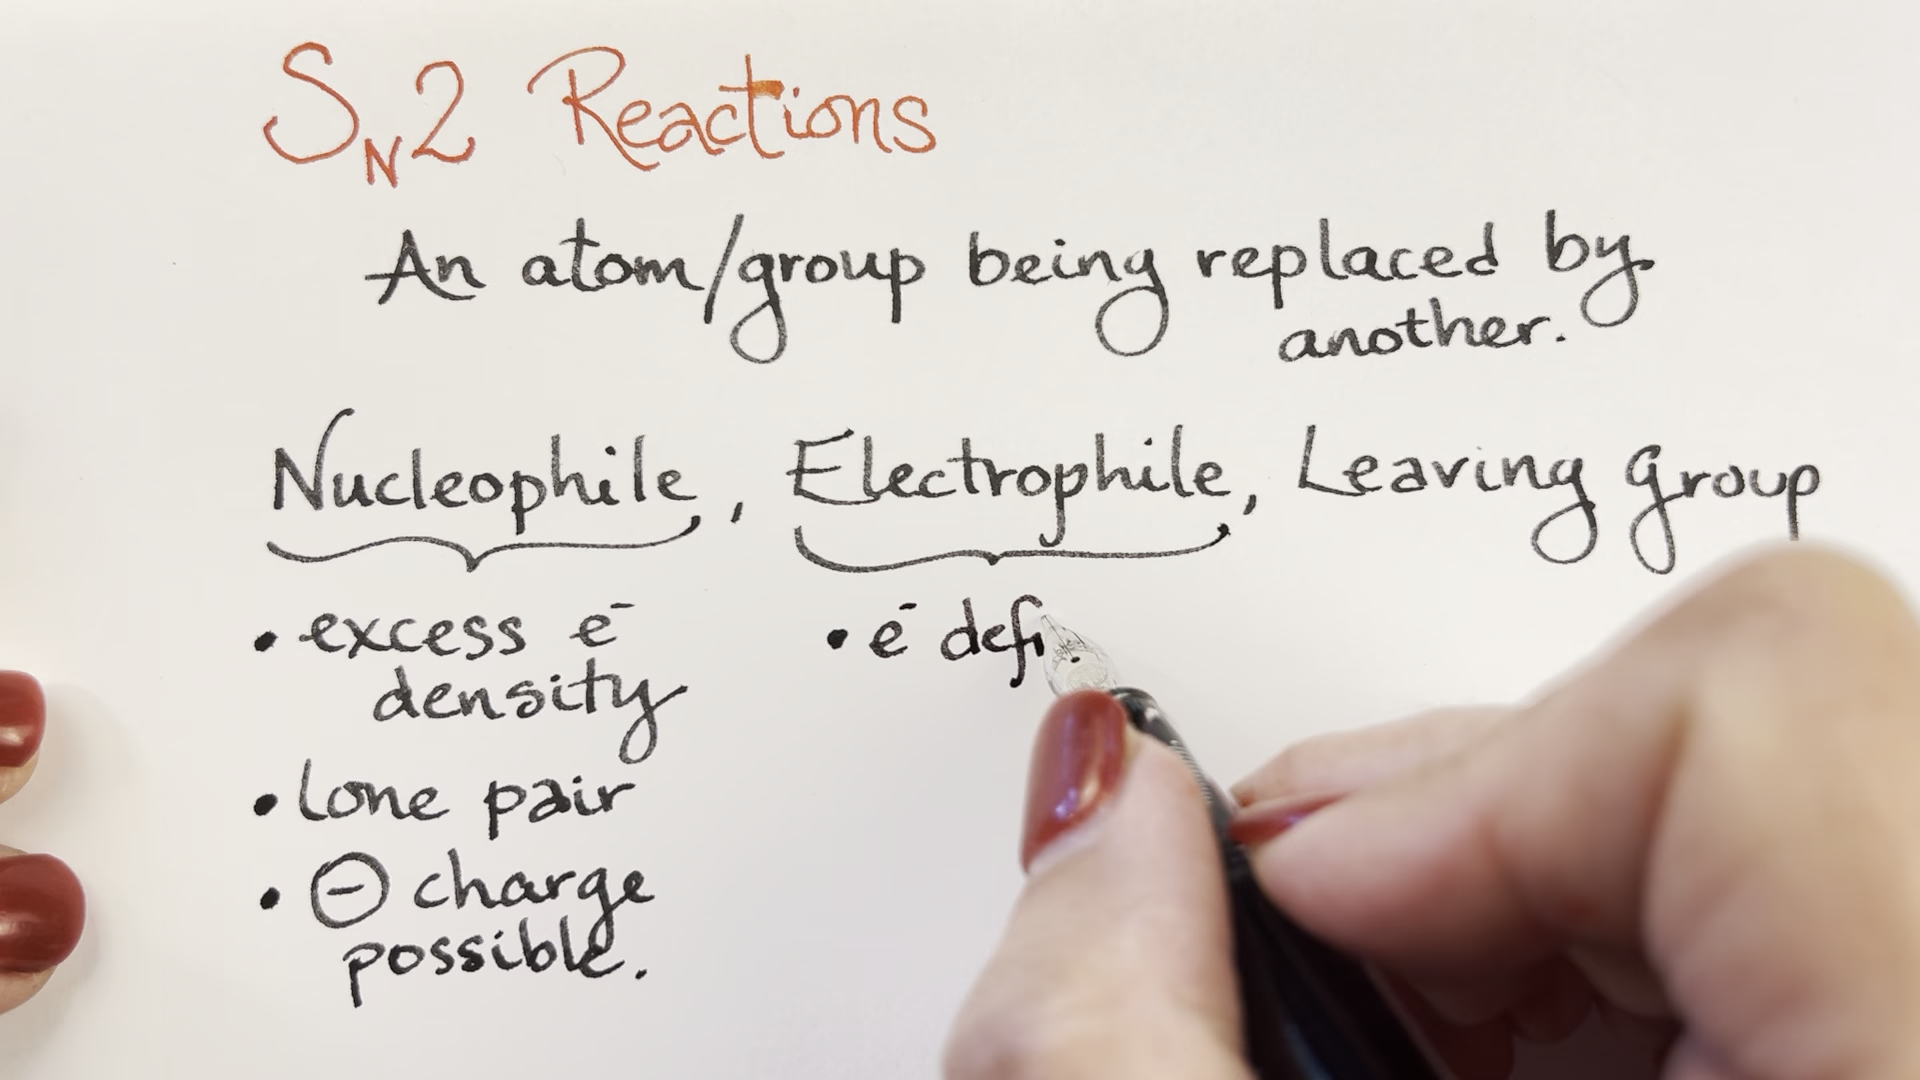 SN2 Reactions
An atom/group being replaced by
another.
Nucleophile, Electrophile, Leaving group
• excess e⁻
density
• lone pair
• ⊖ charge
possible.
• e⁻ defi